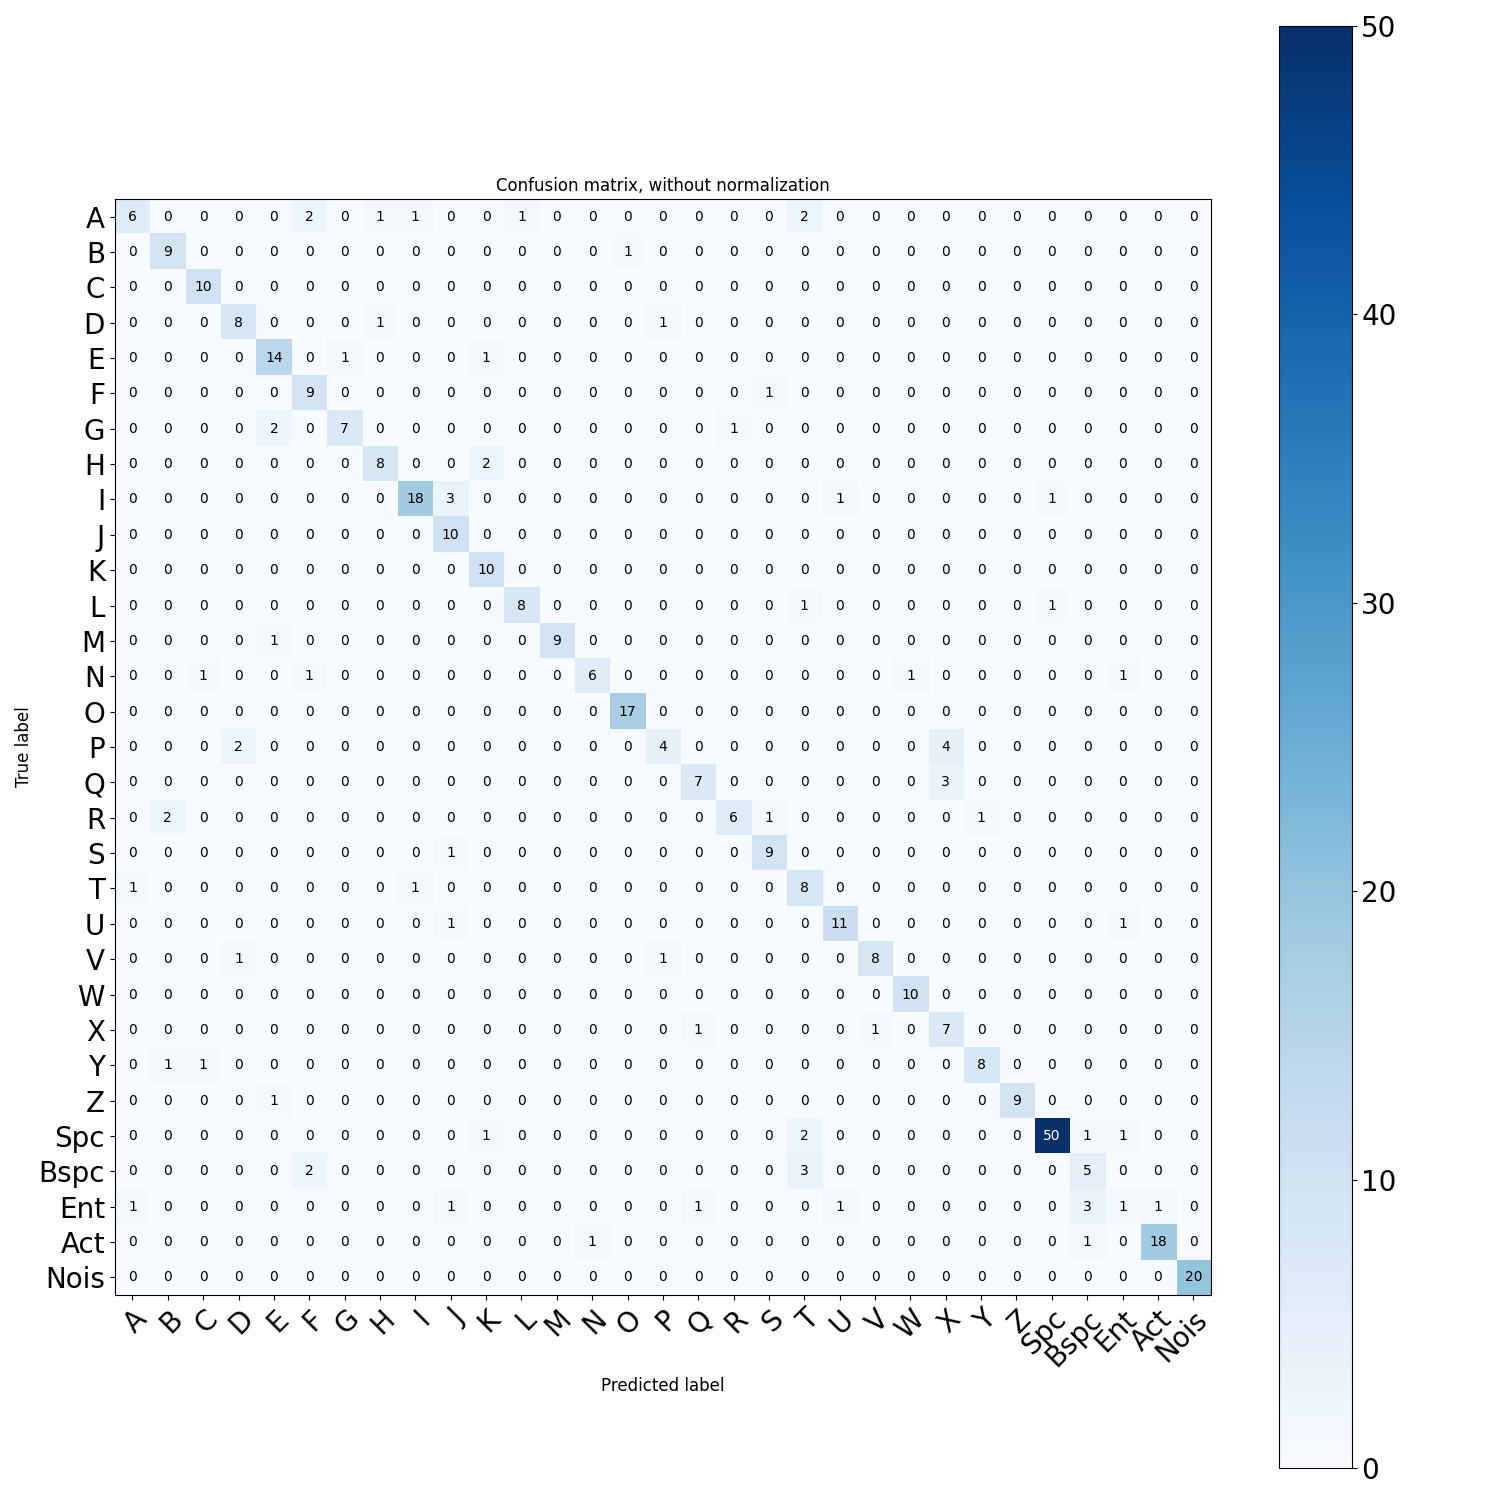 Confusion matrix, without normalization
A 6 0 0 0 0 2 0 1 1 0 0 1 0 0 0 0 0 0 0 2 0 0 0 0 0 0 0 0 0 0 0
B 0 9 0 0 0 0 0 0 0 0 0 0 0 0 1 0 0 0 0 0 0 0 0 0 0 0 0 0 0 0 0
C 0 0 10 0 0 0 0 0 0 0 0 0 0 0 0 0 0 0 0 0 0 0 0 0 0 0 0 0 0 0 0
D 0 0 0 8 0 0 0 1 0 0 0 0 0 0 0 1 0 0 0 0 0 0 0 0 0 0 0 0 0 0 0
E 0 0 0 0 14 0 1 0 0 0 1 0 0 0 0 0 0 0 0 0 0 0 0 0 0 0 0 0 0 0 0
F 0 0 0 0 0 9 0 0 0 0 0 0 0 0 0 0 0 0 1 0 0 0 0 0 0 0 0 0 0 0 0
G 0 0 0 0 2 0 7 0 0 0 0 0 0 0 0 0 0 1 0 0 0 0 0 0 0 0 0 0 0 0 0
H 0 0 0 0 0 0 0 8 0 0 2 0 0 0 0 0 0 0 0 0 0 0 0 0 0 0 0 0 0 0 0
I 0 0 0 0 0 0 0 0 18 3 0 0 0 0 0 0 0 0 0 0 1 0 0 0 0 0 1 0 0 0 0
J 0 0 0 0 0 0 0 0 0 10 0 0 0 0 0 0 0 0 0 0 0 0 0 0 0 0 0 0 0 0 0
K 0 0 0 0 0 0 0 0 0 0 10 0 0 0 0 0 0 0 0 0 0 0 0 0 0 0 0 0 0 0 0
L 0 0 0 0 0 0 0 0 0 0 0 8 0 0 0 0 0 0 0 1 0 0 0 0 0 0 1 0 0 0 0
M 0 0 0 0 1 0 0 0 0 0 0 0 9 0 0 0 0 0 0 0 0 0 0 0 0 0 0 0 0 0 0
N 0 0 1 0 0 1 0 0 0 0 0 0 0 6 0 0 0 0 0 0 0 0 1 0 0 0 0 0 1 0 0
O 0 0 0 0 0 0 0 0 0 0 0 0 0 0 17 0 0 0 0 0 0 0 0 0 0 0 0 0 0 0 0
P 0 0 0 2 0 0 0 0 0 0 0 0 0 0 0 4 0 0 0 0 0 0 0 4 0 0 0 0 0 0 0
Q 0 0 0 0 0 0 0 0 0 0 0 0 0 0 0 0 7 0 0 0 0 0 0 3 0 0 0 0 0 0 0
R 0 2 0 0 0 0 0 0 0 0 0 0 0 0 0 0 0 6 1 0 0 0 0 0 1 0 0 0 0 0 0
S 0 0 0 0 0 0 0 0 0 1 0 0 0 0 0 0 0 0 9 0 0 0 0 0 0 0 0 0 0 0 0
T 1 0 0 0 0 0 0 0 1 0 0 0 0 0 0 0 0 0 0 8 0 0 0 0 0 0 0 0 0 0 0
U 0 0 0 0 0 0 0 0 0 1 0 0 0 0 0 0 0 0 0 0 11 0 0 0 0 0 0 0 1 0 0
V 0 0 0 1 0 0 0 0 0 0 0 0 0 0 0 1 0 0 0 0 0 8 0 0 0 0 0 0 0 0 0
W 0 0 0 0 0 0 0 0 0 0 0 0 0 0 0 0 0 0 0 0 0 0 10 0 0 0 0 0 0 0 0
X 0 0 0 0 0 0 0 0 0 0 0 0 0 0 0 0 1 0 0 0 0 1 0 7 0 0 0 0 0 0 0
Y 0 1 1 0 0 0 0 0 0 0 0 0 0 0 0 0 0 0 0 0 0 0 0 0 8 0 0 0 0 0 0
Z 0 0 0 0 1 0 0 0 0 0 0 0 0 0 0 0 0 0 0 0 0 0 0 0 0 9 0 0 0 0 0
Spc 0 0 0 0 0 0 0 0 0 0 1 0 0 0 0 0 0 0 0 2 0 0 0 0 0 0 50 1 1 0 0
Bspc 0 0 0 0 0 2 0 0 0 0 0 0 0 0 0 0 0 0 0 3 0 0 0 0 0 0 0 5 0 0 0
Ent 1 0 0 0 0 0 0 0 0 1 0 0 0 0 0 0 1 0 0 0 1 0 0 0 0 0 0 3 1 1 0
Act 0 0 0 0 0 0 0 0 0 0 0 0 0 1 0 0 0 0 0 0 0 0 0 0 0 0 0 1 0 18 0
Nois 0 0 0 0 0 0 0 0 0 0 0 0 0 0 0 0 0 0 0 0 0 0 0 0 0 0 0 0 0 0 20
A B C D E F G H I J K L M N O P Q R S T U V W X Y Z Spc Bspc Ent Act Nois
Predicted label
True label
50
40
30
20
10
0